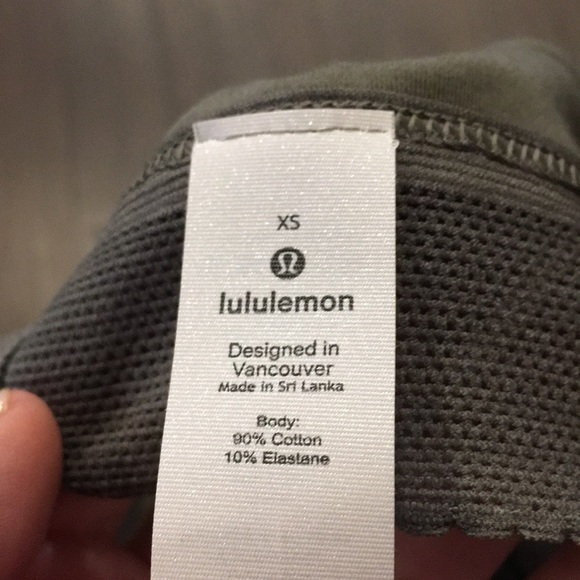 XS
lululemon
Designed in
Vancouver
Made in Sri Lanka
Body:
90% Cotton
10% Elastane